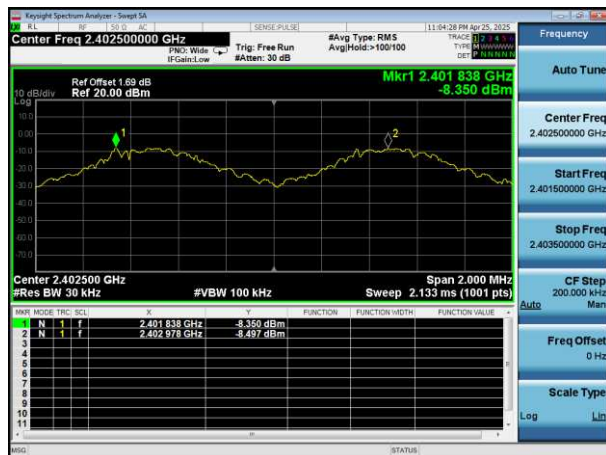 Keysight Spectrum Analyzer - Swept SA
RL RF 50 Ω AC SENSE:PULSE 11:04:28 PM Apr 25, 2025
Center Freq 2.402500000 GHz
PNO: Wide
IFGain:Low
Trig: Free Run
#Atten: 30 dB
#Avg Type: RMS
Avg|Hold:>100/100
TRACE 1 2 3 4 5 6
TYPE M W W W W W
DET P N N N N N
Ref Offset 1.69 dB
10 dB/div Ref 20.00 dBm
Log
Mkr1 2.401 838 GHz
-8.350 dBm
10.0
0.00
-10.0
-20.0
-30.0
-40.0
-50.0
-60.0
-70.0
1
2
Center 2.402500 GHz Span 2.000 MHz
#Res BW 30 kHz #VBW 100 kHz Sweep 2.133 ms (1001 pts)
MKR MODE TRC SCL X Y FUNCTION FUNCTION WIDTH FUNCTION VALUE
1 N 1 f 2.401 838 GHz -8.350 dBm
2 N 1 f 2.402 978 GHz -8.497 dBm
3
4
5
6
7
8
9
10
11
MSG STATUS
Frequency
Auto Tune
Center Freq
2.402500000 GHz
Start Freq
2.401500000 GHz
Stop Freq
2.403500000 GHz
CF Step
200.000 kHz
Auto Man
Freq Offset
0 Hz
Scale Type
Log Lin